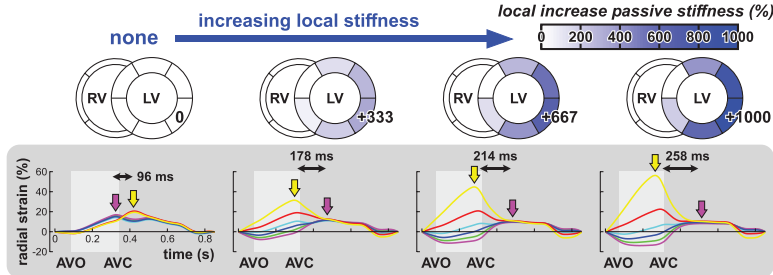 local increase passive stiffness (%)
increasing local stiffness
none
0 200 400 600 800 1000
RV LV 0
RV LV +333
RV LV +667
RV LV +1000
radial strain (%)
60
40
20
0
-20
96 ms
0 0.2 0.4 0.6 0.8
time (s)
AVO AVC
178 ms
AVO AVC
214 ms
AVO AVC
258 ms
AVO AVC